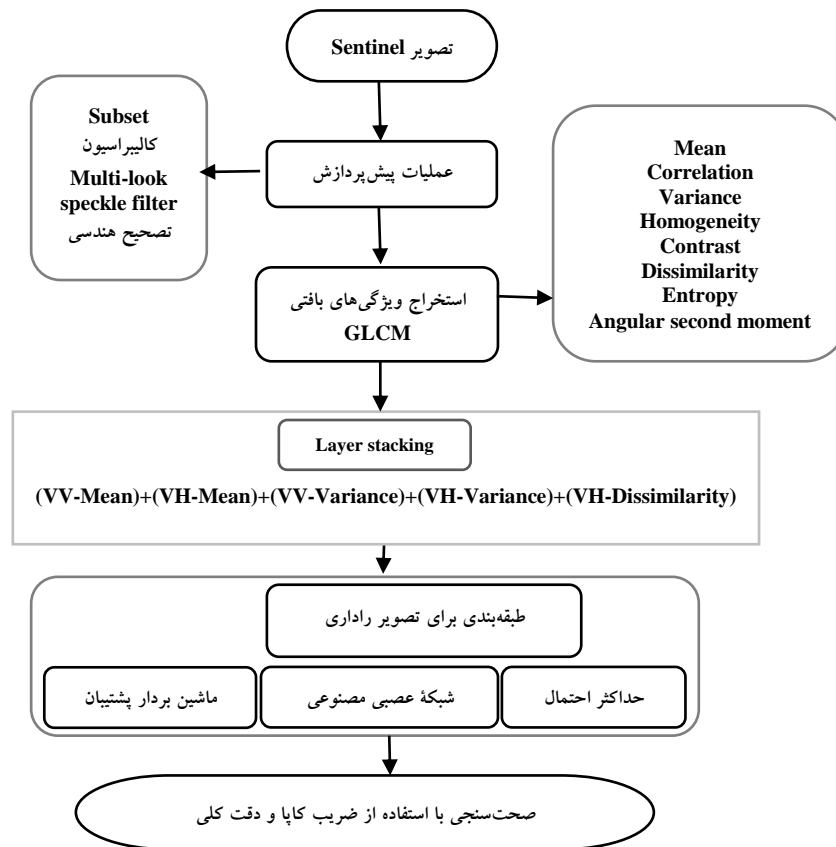 تصویر Sentinel
Subset
کالیبراسیون
Multi-look
speckle filter
تصحیح هندسی
عملیات پیش‌پردازش
Mean
Correlation
Variance
Homogeneity
Contrast
Dissimilarity
Entropy
Angular second moment
استخراج ویژگی‌های بافتی
GLCM
Layer stacking
(VV-Mean)+(VH-Mean)+(VV-Variance)+(VH-Variance)+(VH-Dissimilarity)
طبقه‌بندی برای تصویر راداری
حداکثر احتمال
شبکۀ عصبی مصنوعی
ماشین بردار پشتیبان
صحت‌سنجی با استفاده از ضریب کاپا و دقت کلی